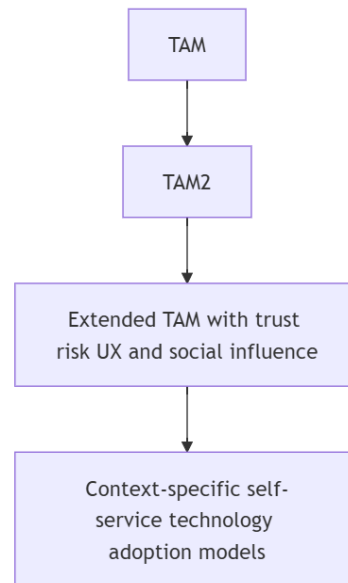 TAM
TAM2
Extended TAM with trust
risk UX and social influence
Context-specific self-
service technology
adoption models